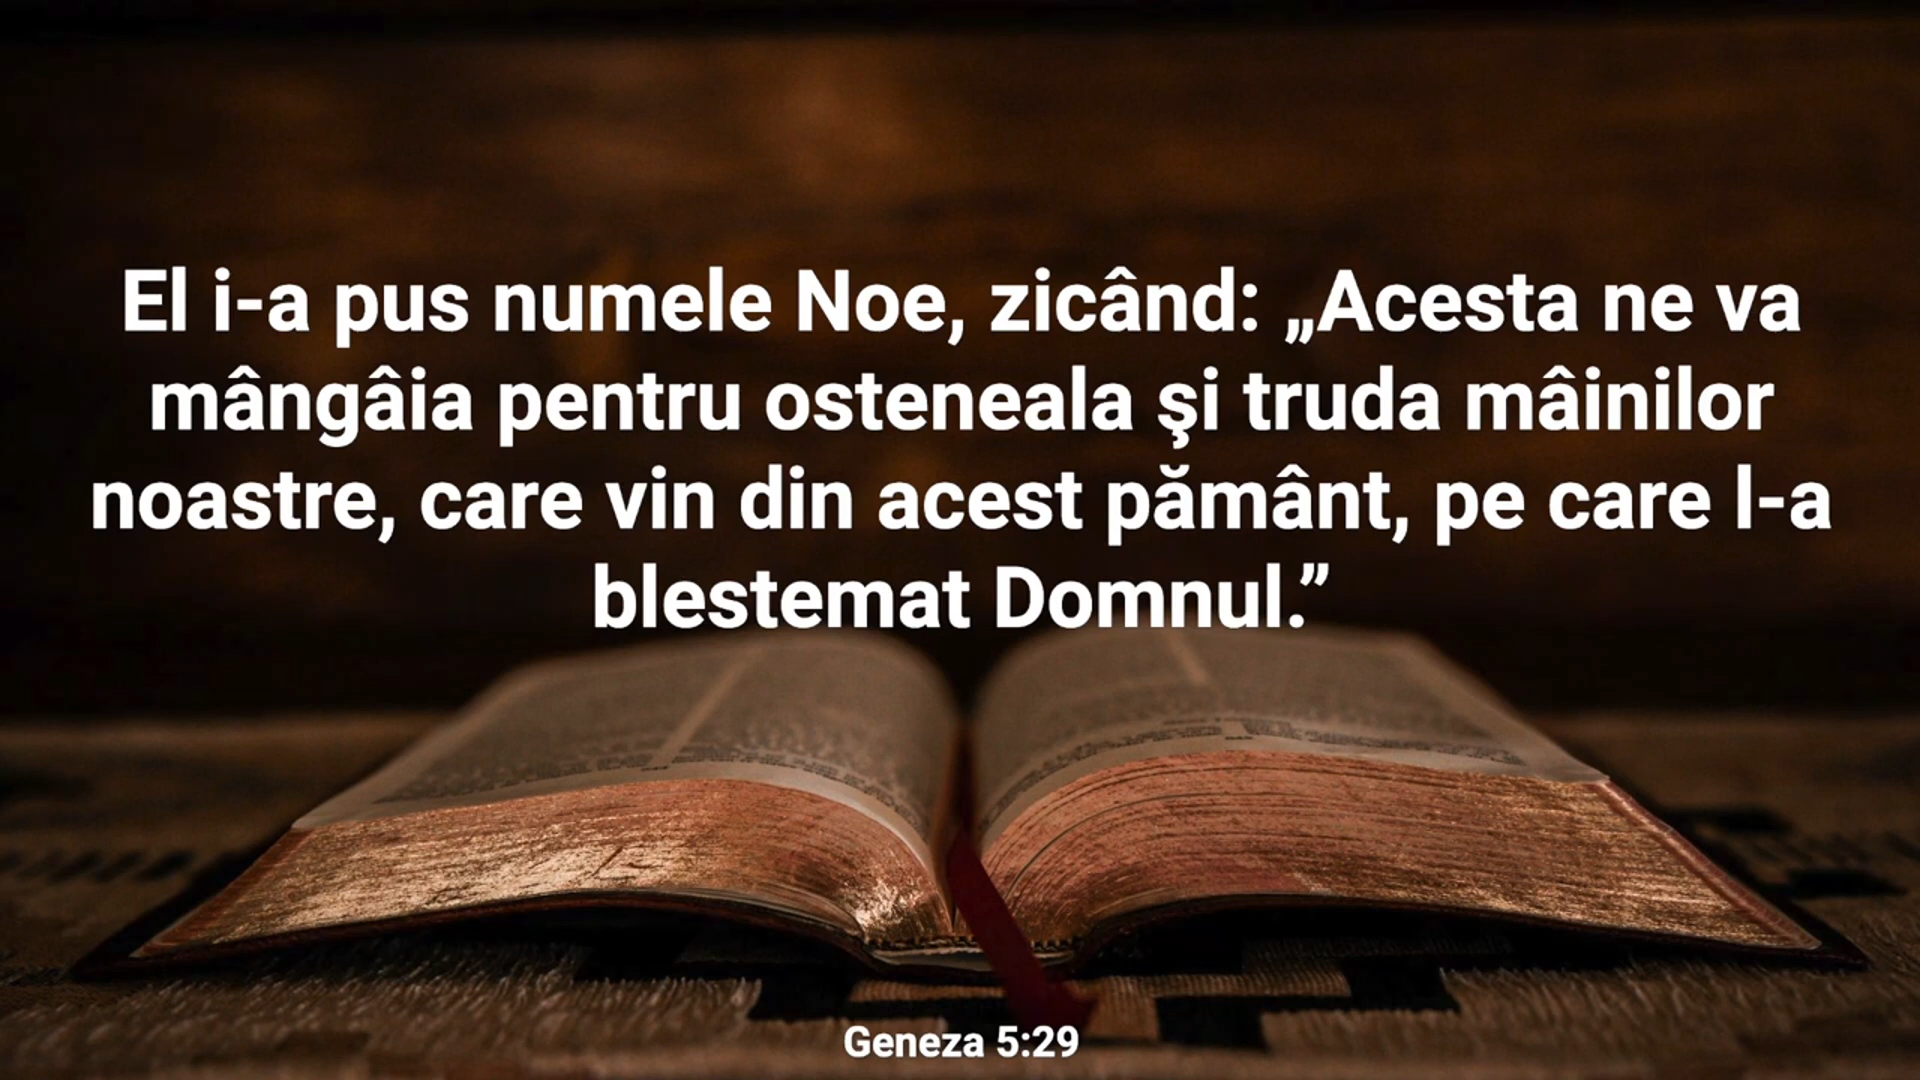 El i-a pus numele Noe, zicând: „Acesta ne va
mângâia pentru osteneala şi truda mâinilor
noastre, care vin din acest pământ, pe care l-a
blestemat Domnul.”
Geneza 5:29